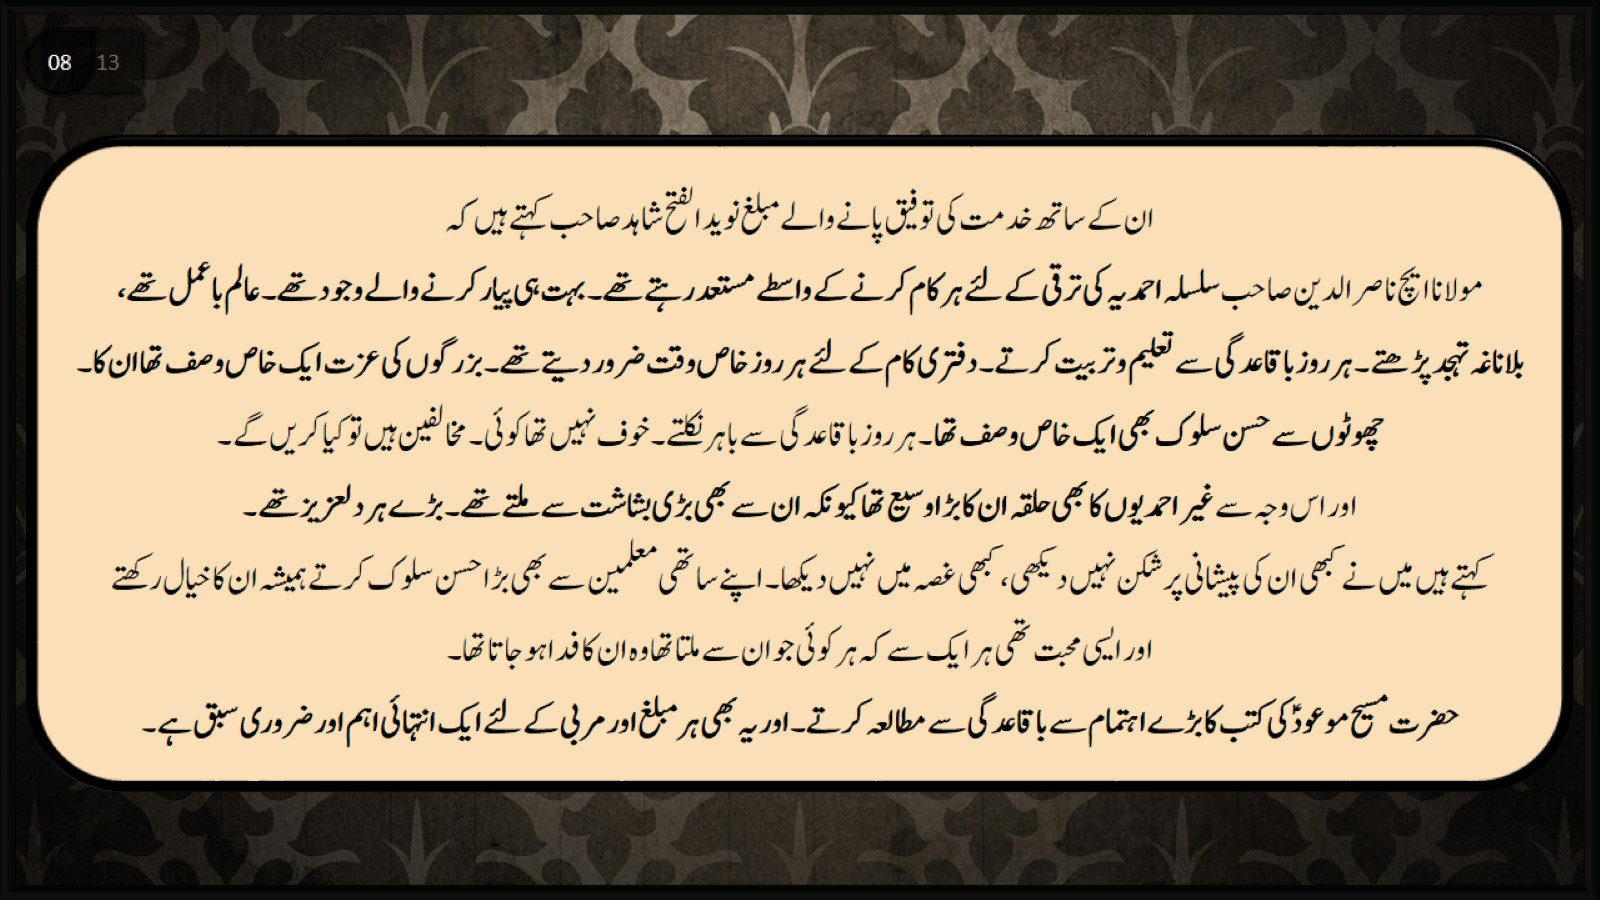 08 13
ان کے ساتھ خدمت کی توفیق پانے والے مبلغ نوید الفتح شاہد صاحب کہتے ہیں کہ
مولانا ایچ ناصر الدین صاحب سلسلہ احمدیہ کی ترقی کے لئے ہر کام کرنے کے واسطے مستعد رہتے تھے۔ بہت ہی پیار کرنے والے وجود تھے۔ عالم با عمل تھے،
بلاناغہ تہجد پڑھتے۔ ہر روز باقاعدگی سے تعلیم و تربیت کرتے۔ دفتری کام کے لئے ہر روز خاص وقت ضرور دیتے تھے۔ بزرگوں کی عزت ایک خاص وصف تھا ان کا۔
چھوٹوں سے حسن سلوک بھی ایک خاص وصف تھا۔ ہر روز باقاعدگی سے باہر نکلتے۔ خوف نہیں تھا کوئی۔ مخالفین ہیں تو کیا کریں گے۔
اور اس وجہ سے غیر احمدیوں کا بھی حلقہ ان کا بڑا وسیع تھا کیونکہ ان سے بھی بڑی بشاشت سے ملتے تھے۔ بڑے ہر دلعزیز تھے۔
کہتے ہیں میں نے کبھی ان کی پیشانی پر شکن نہیں دیکھی، کبھی غصہ میں نہیں دیکھا۔ اپنے ساتھی معلمین سے بھی بڑا حسن سلوک کرتے ہمیشہ ان کا خیال رکھتے
اور ایسی محبت تھی ہر ایک سے کہ ہر کوئی جو ان سے ملتا تھا وہ ان کا فدا ہو جاتا تھا۔
حضرت مسیح موعودؑ کی کتب کا بڑے اہتمام سے باقاعدگی سے مطالعہ کرتے۔ اور یہ بھی ہر مبلغ اور مربی کے لئے ایک انتہائی اہم اور ضروری سبق ہے۔